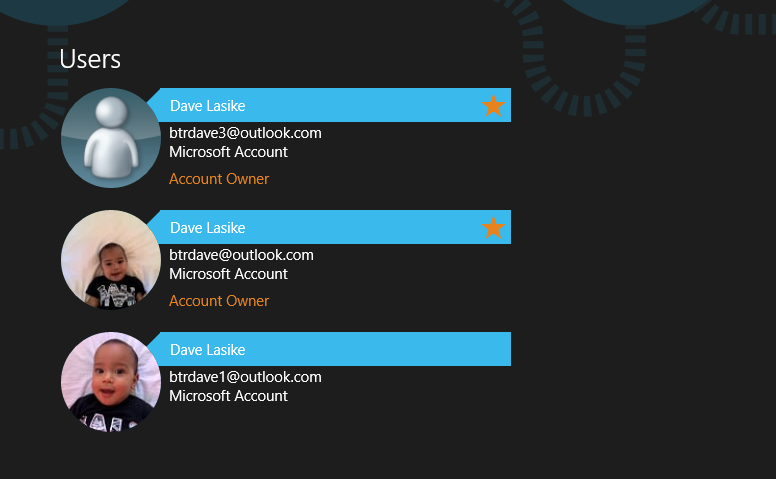 Users
Dave Lasike
btrdave3@outlook.com
Microsoft Account
Account Owner
Dave Lasike
btrdave@outlook.com
Microsoft Account
Account Owner
Dave Lasike
btrdave1@outlook.com
Microsoft Account